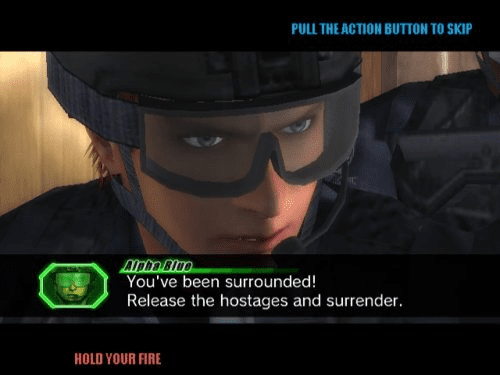 PULL THE ACTION BUTTON TO SKIP
Alpha Blue
You've been surrounded!
Release the hostages and surrender.
HOLD YOUR FIRE